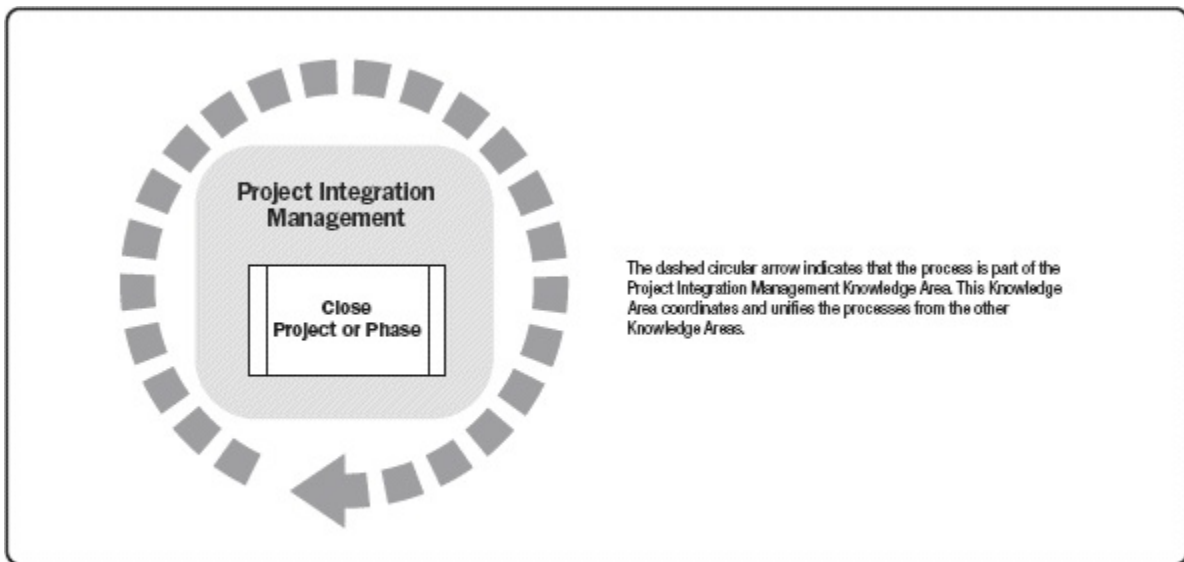 Project Integration
Management
Close
Project or Phase
The dashed circular arrow indicates that the process is part of the
Project Integration Management Knowledge Area. This Knowledge
Area coordinates and unifies the processes from the other
Knowledge Areas.